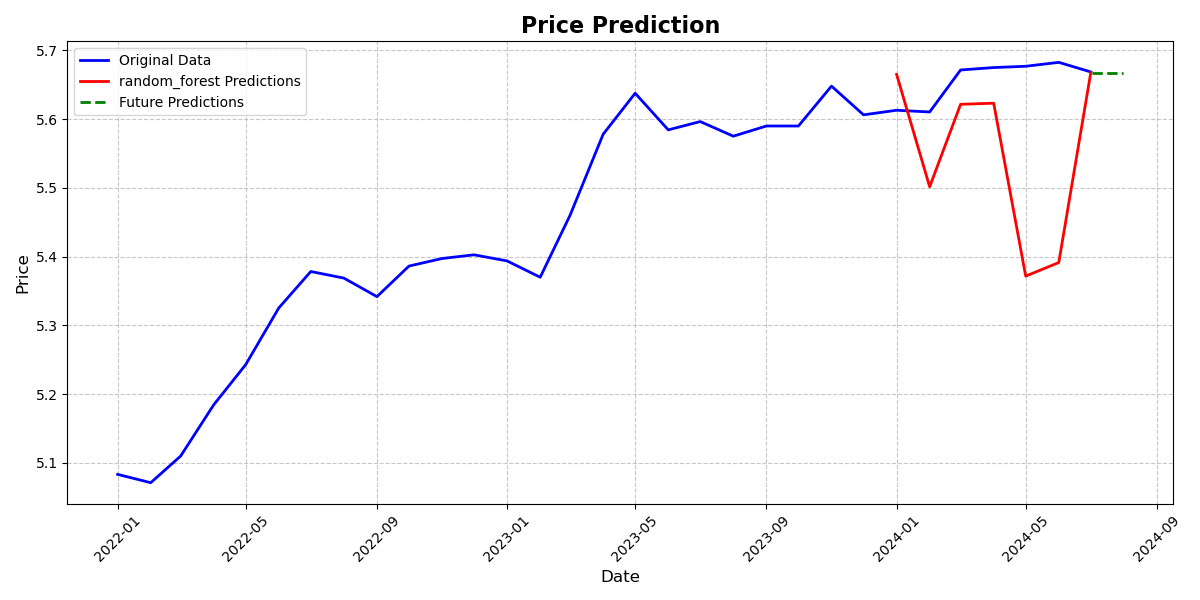 Price Prediction
Original Data
random_forest Predictions
Future Predictions
Price
5.7
5.6
5.5
5.4
5.3
5.2
5.1
2022-01
2022-05
2022-09
2023-01
2023-05
2023-09
2024-01
2024-05
2024-09
Date